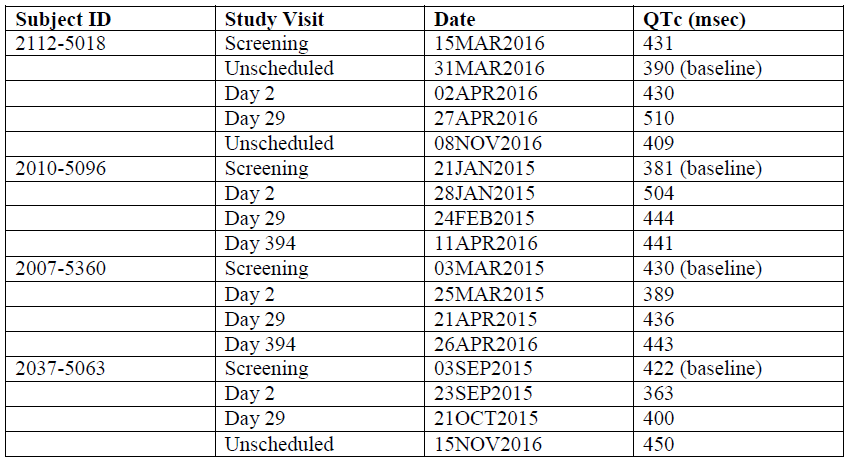 Subject ID Study Visit Date QTc (msec)
2112-5018 Screening 15MAR2016 431
Unscheduled 31MAR2016 390 (baseline)
Day 2 02APR2016 430
Day 29 27APR2016 510
Unscheduled 08NOV2016 409
2010-5096 Screening 21JAN2015 381 (baseline)
Day 2 28JAN2015 504
Day 29 24FEB2015 444
Day 394 11APR2016 441
2007-5360 Screening 03MAR2015 430 (baseline)
Day 2 25MAR2015 389
Day 29 21APR2015 436
Day 394 26APR2016 443
2037-5063 Screening 03SEP2015 422 (baseline)
Day 2 23SEP2015 363
Day 29 21OCT2015 400
Unscheduled 15NOV2016 450